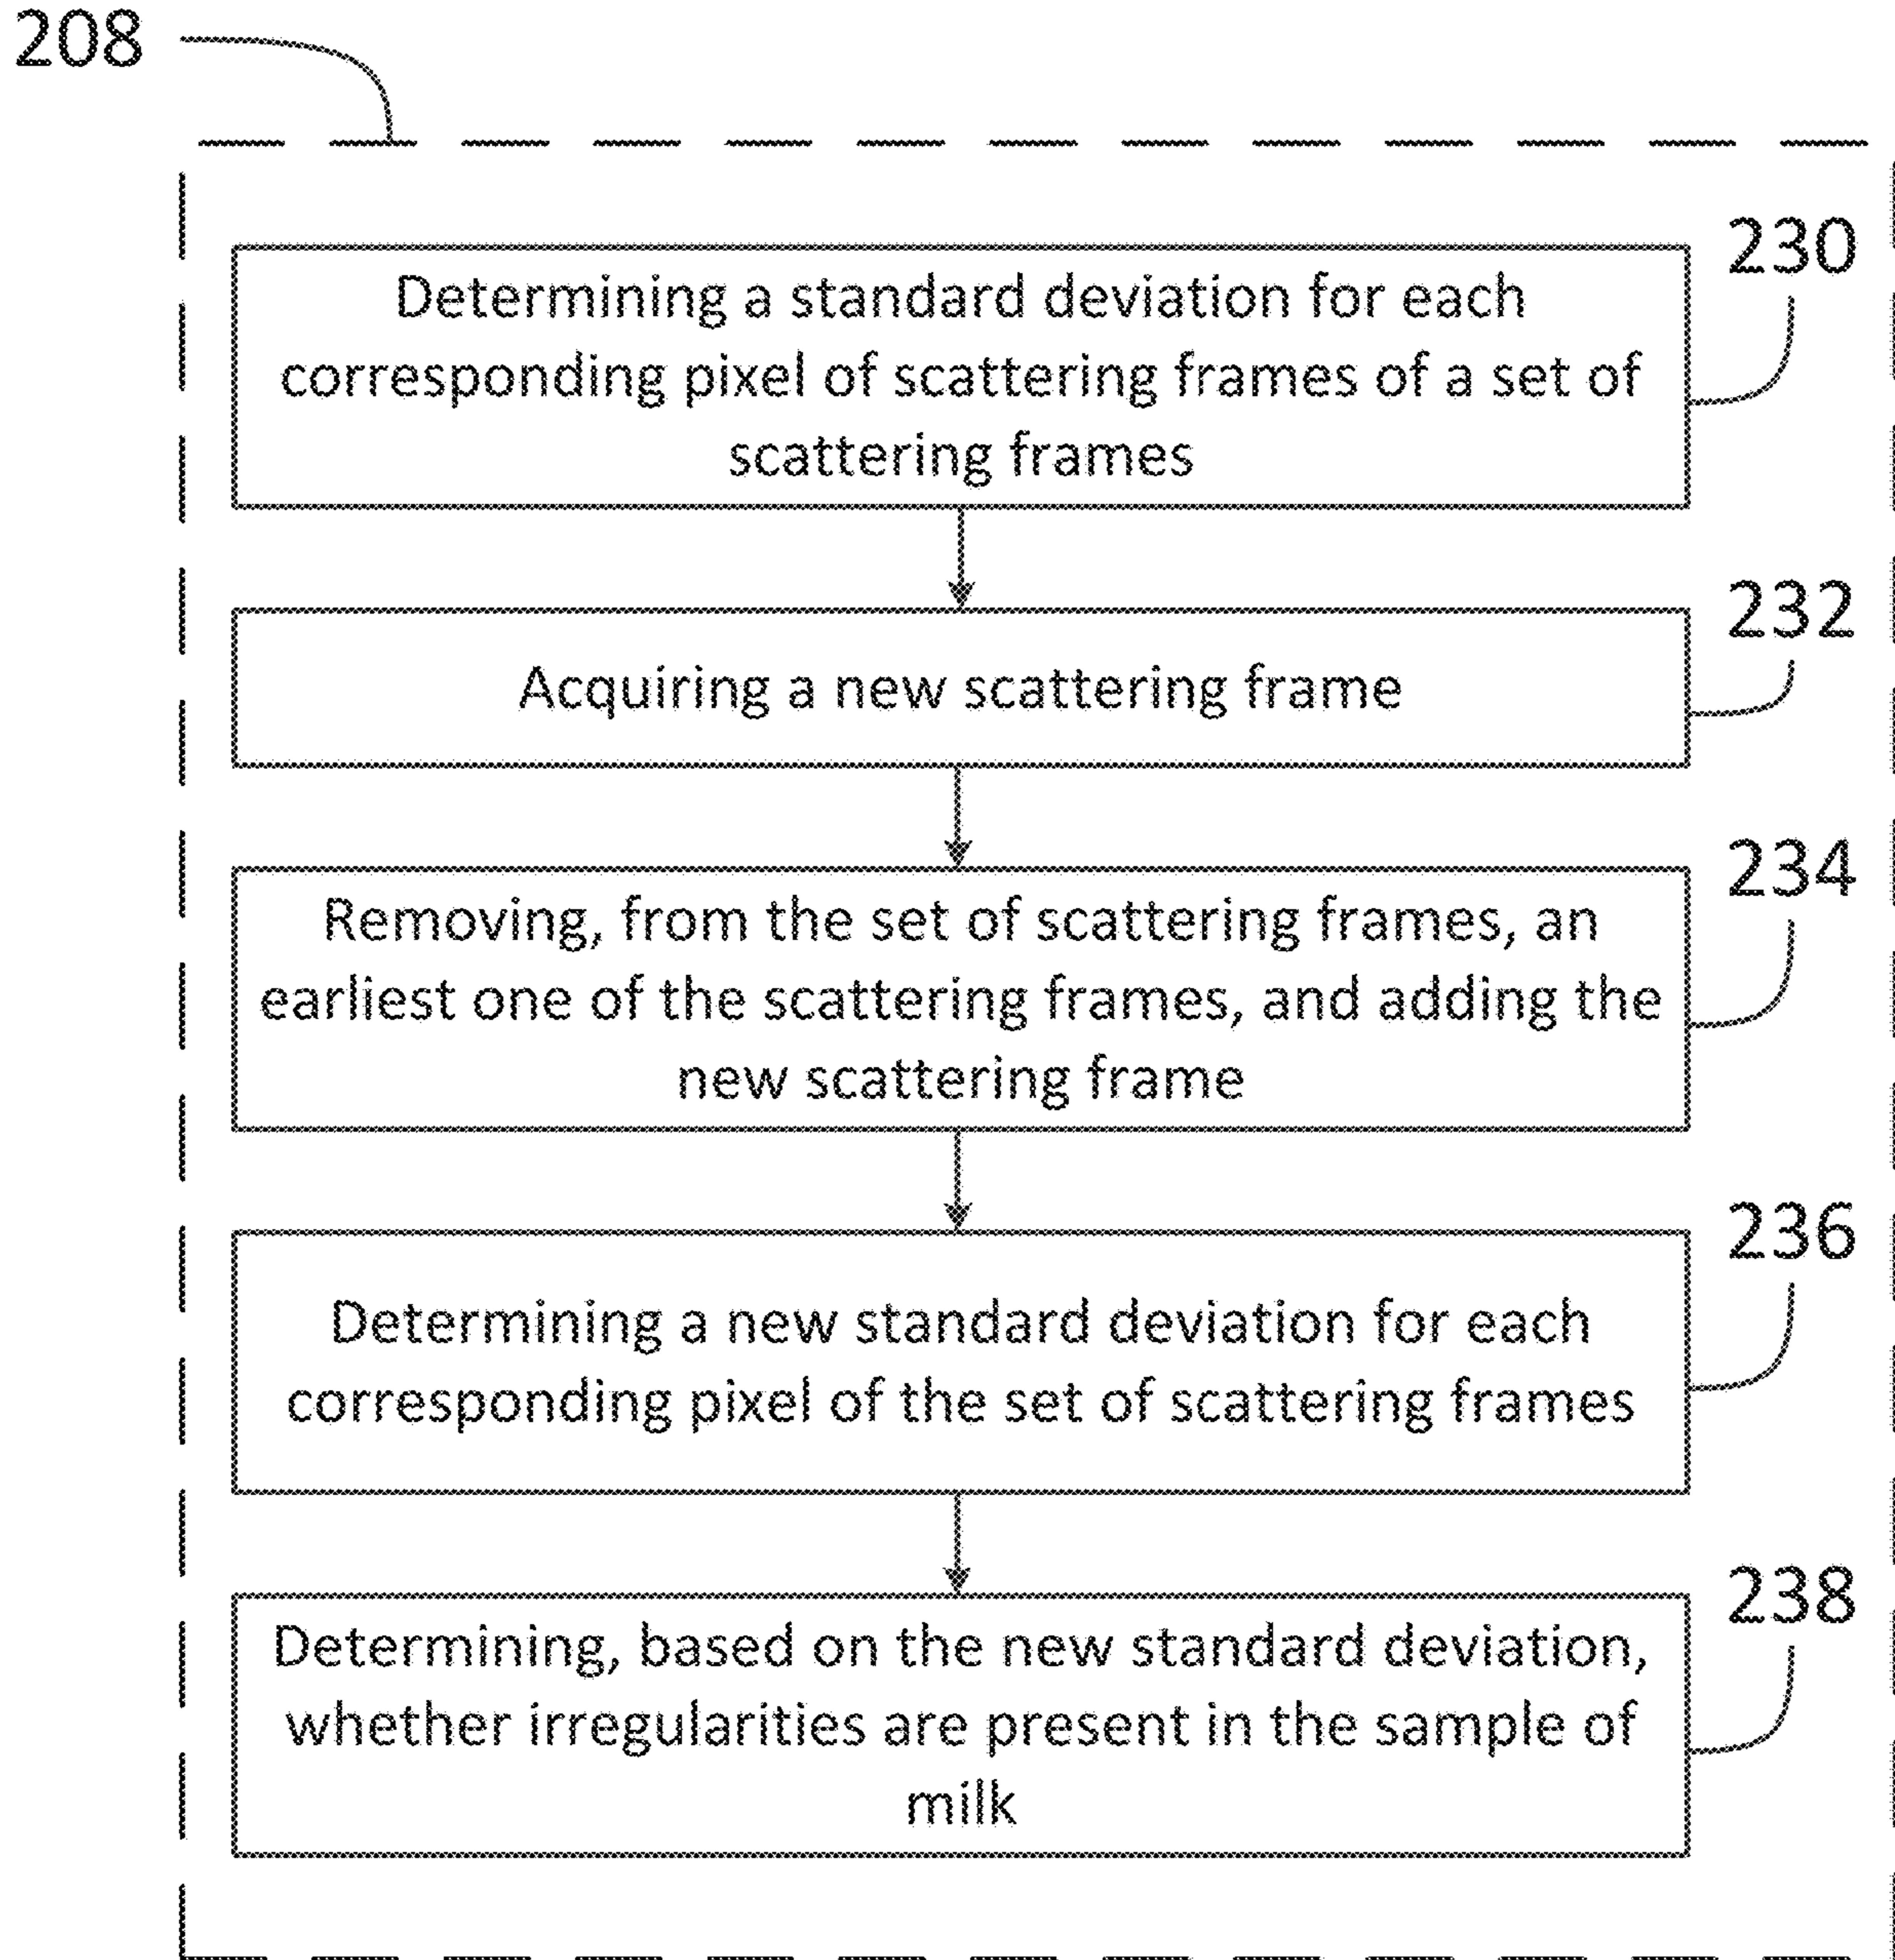 208
230
Determining a standard deviation for each
corresponding pixel of scattering frames of a set of
scattering frames
232
Acquiring a new scattering frame
234
Removing, from the set of scattering frames, an
earliest one of the scattering frames, and adding the
new scattering frame
236
Determining a new standard deviation for each
corresponding pixel of the set of scattering frames
238
Determining, based on the new standard deviation,
whether irregularities are present in the sample of
milk